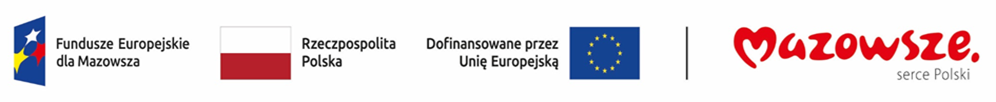 Fundusze Europejskie
dla Mazowsza
Rzeczpospolita
Polska
Dofinansowane przez
Unię Europejską
Mazowsze.
serce Polski